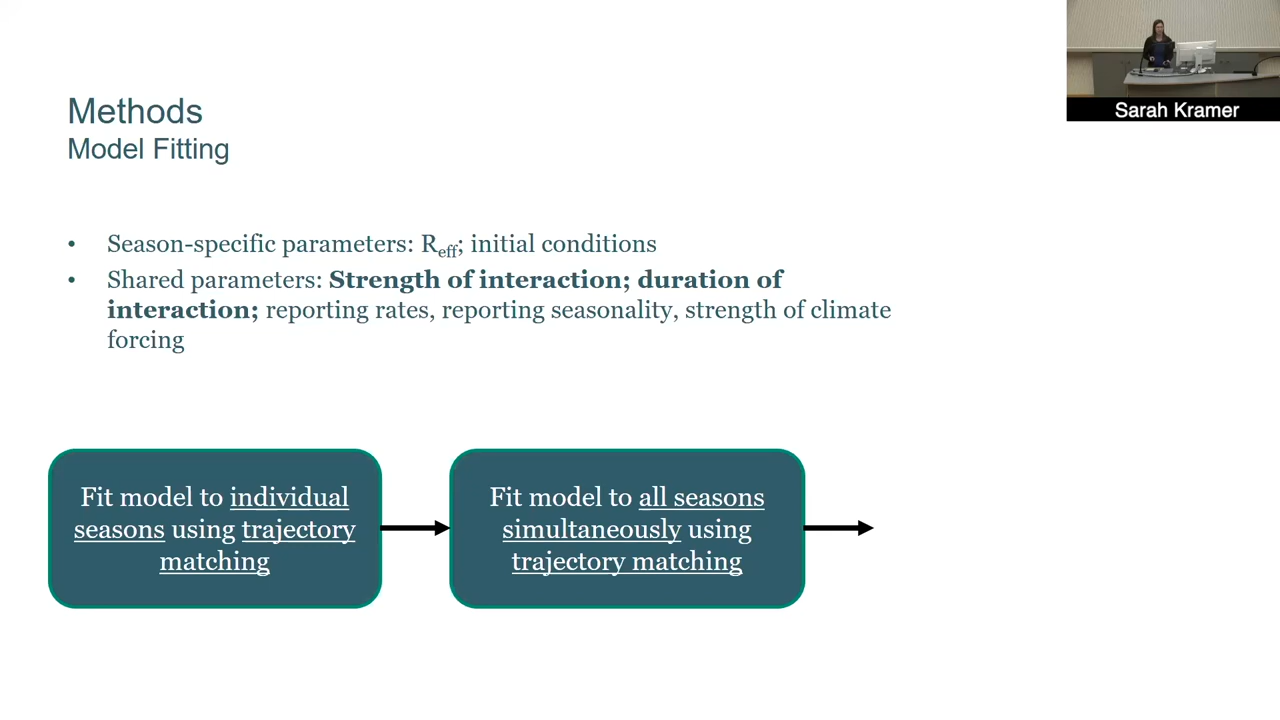 Sarah Kramer
Methods
Model Fitting
• Season-specific parameters: Reff; initial conditions
• Shared parameters: Strength of interaction; duration of
interaction; reporting rates, reporting seasonality, strength of climate
forcing
Fit model to individual
seasons using trajectory
matching
Fit model to all seasons
simultaneously using
trajectory matching